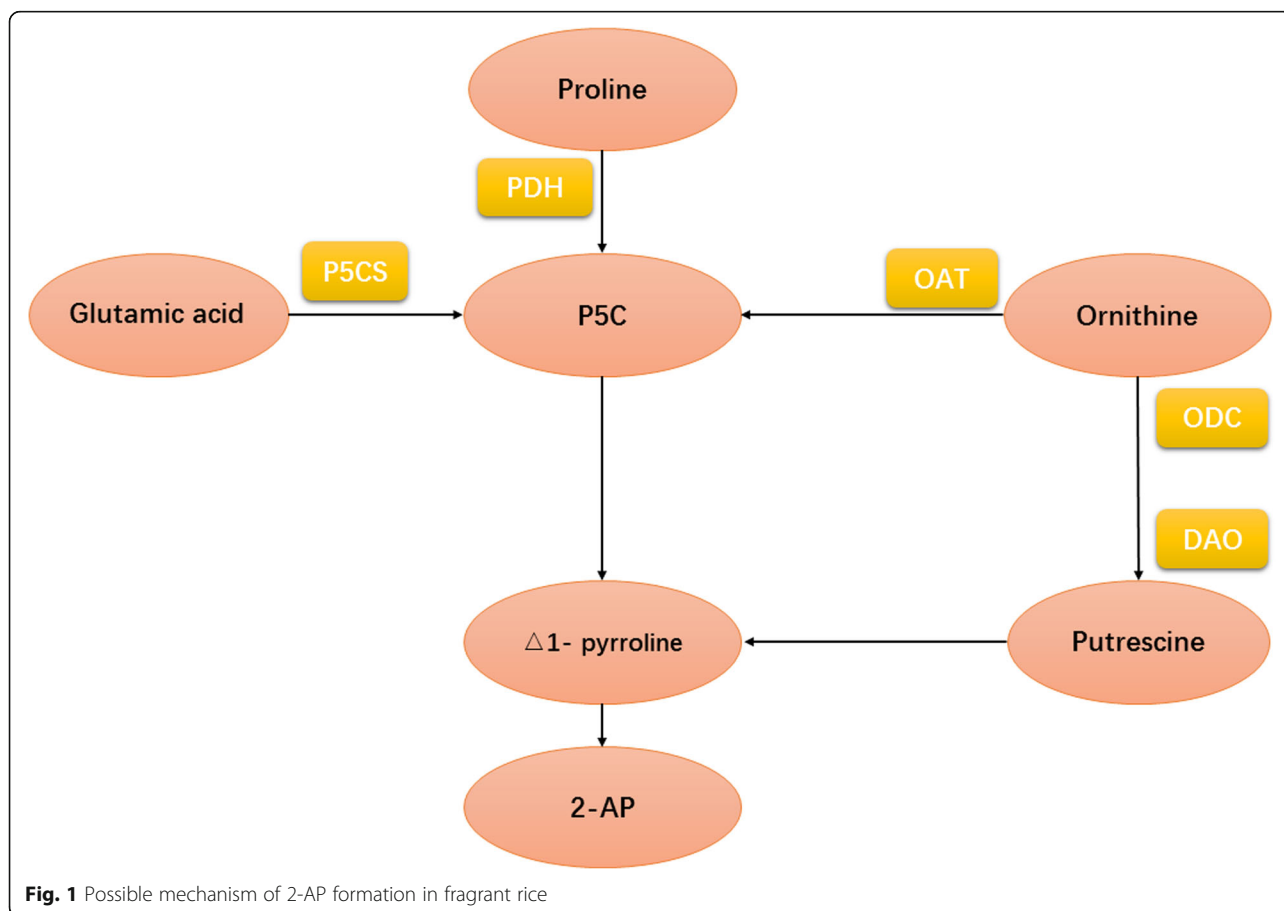 Proline
PDH
P5CS
OAT
Glutamic acid
P5C
Ornithine
ODC
DAO
△1- pyrroline
Putrescine
2-AP
Fig. 1 Possible mechanism of 2-AP formation in fragrant rice